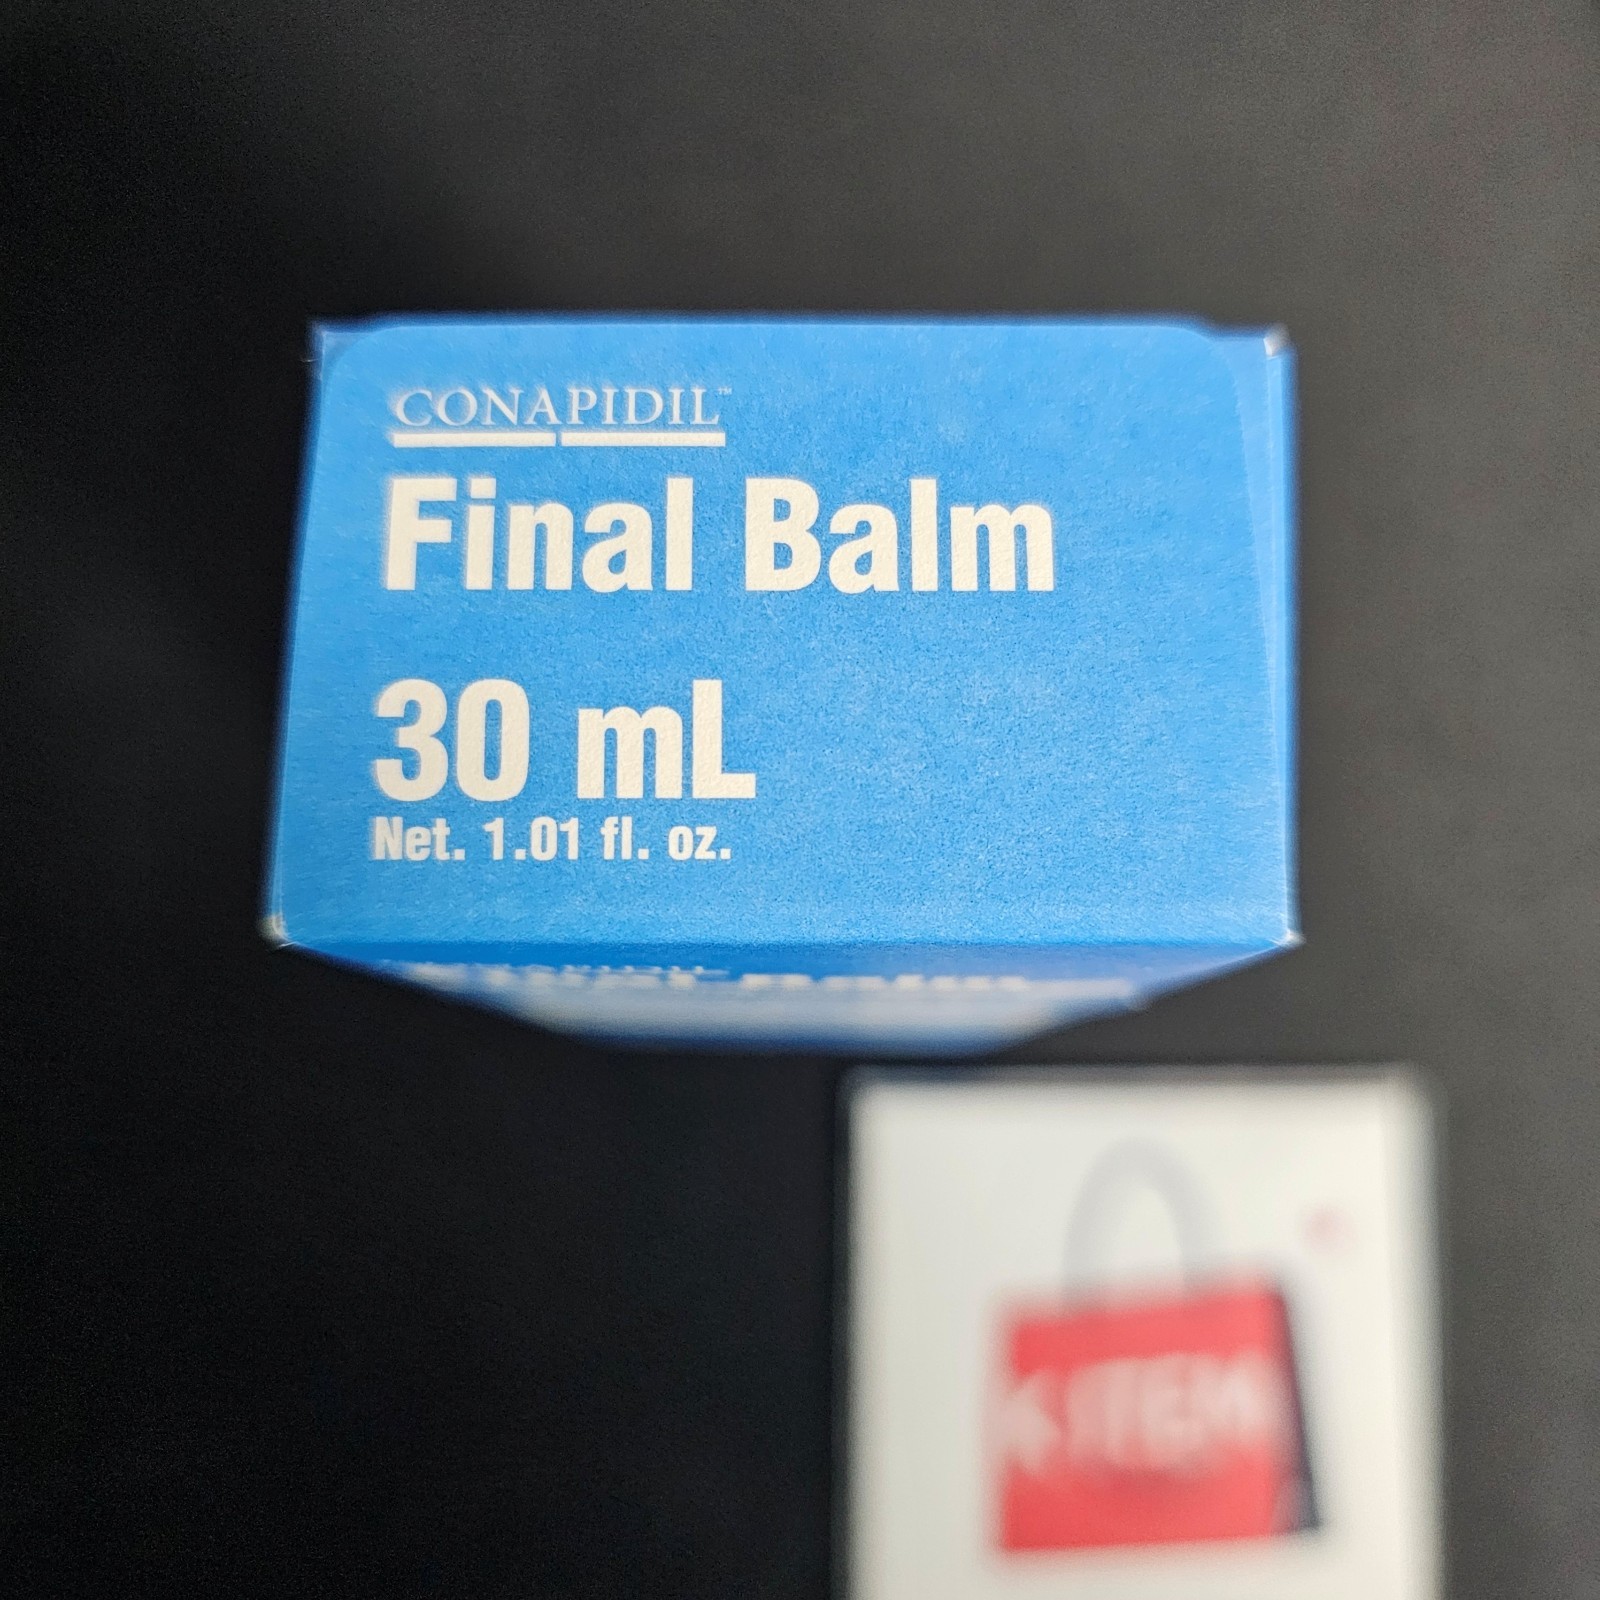 CONAPIDIL™
Final Balm
30 mL
Net. 1.01 fl. oz.